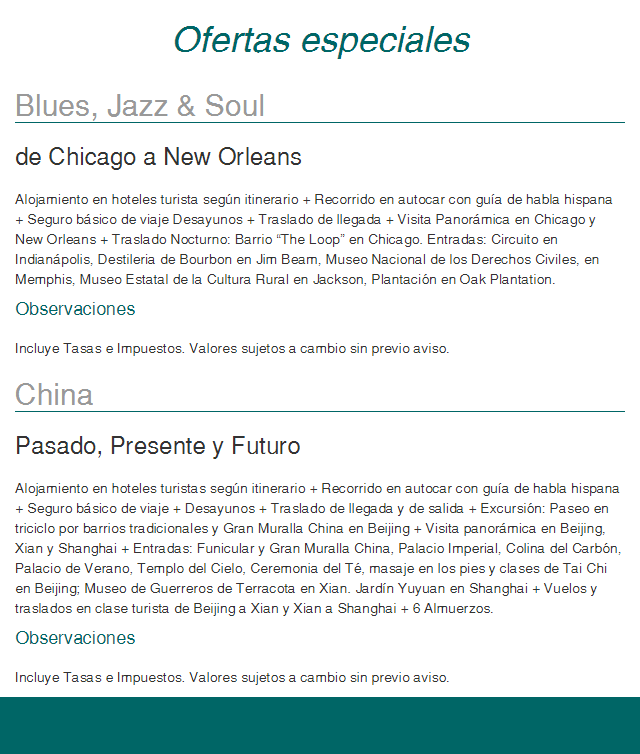 Ofertas especiales
Blues, Jazz & Soul
de Chicago a New Orleans
Alojamiento en hoteles turista según itinerario + Recorrido en autocar con guía de habla hispana
+ Seguro básico de viaje Desayunos + Traslado de llegada + Visita Panorámica en Chicago y
New Orleans + Traslado Nocturno: Barrio “The Loop” en Chicago. Entradas: Circuito en
Indianápolis, Destileria de Bourbon en Jim Beam, Museo Nacional de los Derechos Civiles, en
Memphis, Museo Estatal de la Cultura Rural en Jackson, Plantación en Oak Plantation.
Observaciones
Incluye Tasas e Impuestos. Valores sujetos a cambio sin previo aviso.
China
Pasado, Presente y Futuro
Alojamiento en hoteles turistas según itinerario + Recorrido en autocar con guía de habla hispana
+ Seguro básico de viaje + Desayunos + Traslado de llegada y de salida + Excursión: Paseo en
triciclo por barrios tradicionales y Gran Muralla China en Beijing + Visita panorámica en Beijing,
Xian y Shanghai + Entradas: Funicular y Gran Muralla China, Palacio Imperial, Colina del Carbón,
Palacio de Verano, Templo del Cielo, Ceremonia del Té, masaje en los pies y clases de Tai Chi
en Beijing; Museo de Guerreros de Terracota en Xian. Jardín Yuyuan en Shanghai + Vuelos y
traslados en clase turista de Beijing a Xian y Xian a Shanghai + 6 Almuerzos.
Observaciones
Incluye Tasas e Impuestos. Valores sujetos a cambio sin previo aviso.